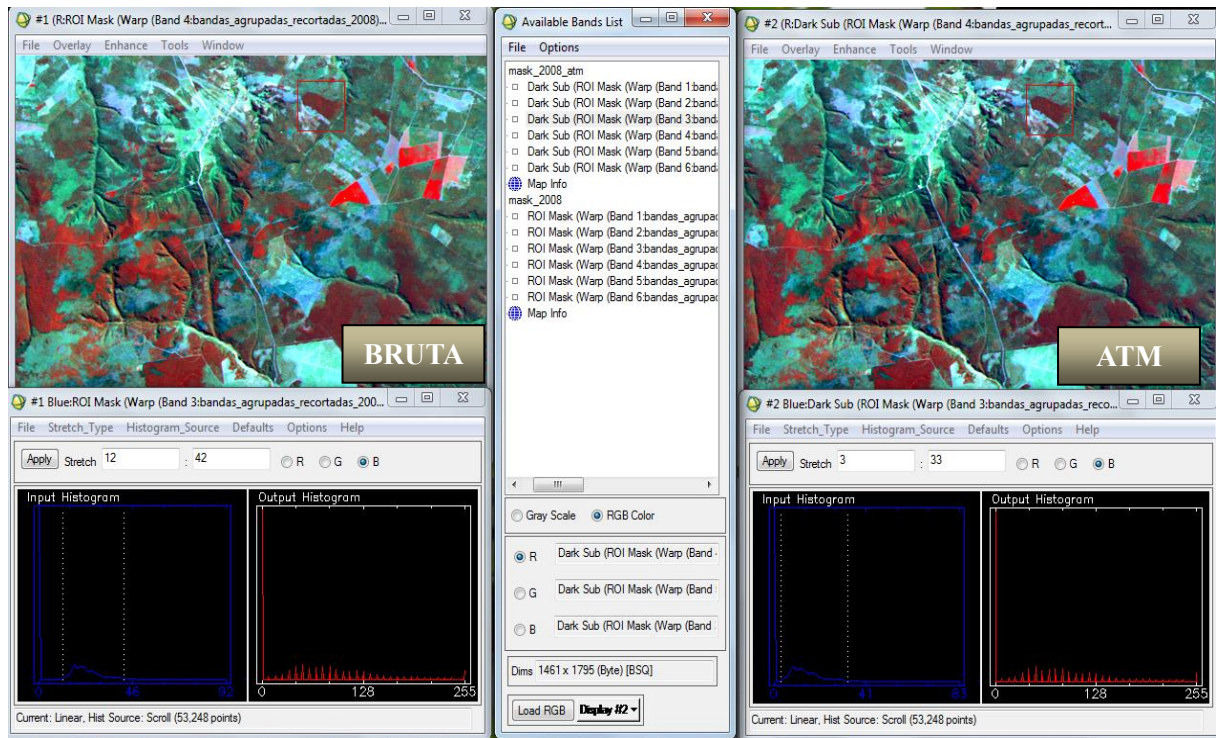 #1 (R:ROI Mask (Warp (Band 4:bandas_agrupadas_recortadas_2008)...
File Overlay Enhance Tools Window
BRUTA
#1 Blue:ROI Mask (Warp (Band 3:bandas_agrupadas_recortadas_200...
File Stretch_Type Histogram_Source Defaults Options Help
Apply Stretch 12 : 42 R G B
Input Histogram Output Histogram
0 46 92 0 128 255
Current: Linear, Hist Source: Scroll (53,248 points)
Available Bands List
File Options
mask_2008_atm
Dark Sub (ROI Mask (Warp (Band 1:banda
Dark Sub (ROI Mask (Warp (Band 2:banda
Dark Sub (ROI Mask (Warp (Band 3:banda
Dark Sub (ROI Mask (Warp (Band 4:banda
Dark Sub (ROI Mask (Warp (Band 5:banda
Dark Sub (ROI Mask (Warp (Band 6:banda
Map Info
mask_2008
ROI Mask (Warp (Band 1:bandas_agrupad
ROI Mask (Warp (Band 2:bandas_agrupad
ROI Mask (Warp (Band 3:bandas_agrupad
ROI Mask (Warp (Band 4:bandas_agrupad
ROI Mask (Warp (Band 5:bandas_agrupad
ROI Mask (Warp (Band 6:bandas_agrupad
Map Info
Gray Scale RGB Color
R Dark Sub (ROI Mask (Warp (Band
G Dark Sub (ROI Mask (Warp (Band
B Dark Sub (ROI Mask (Warp (Band
Dims 1461 x 1795 (Byte) [BSQ]
Load RGB Display #2
#2 (R:Dark Sub (ROI Mask (Warp (Band 4:bandas_agrupadas_recort...
File Overlay Enhance Tools Window
ATM
#2 Blue:Dark Sub (ROI Mask (Warp (Band 3:bandas_agrupadas_reco...
File Stretch_Type Histogram_Source Defaults Options Help
Apply Stretch 3 : 33 R G B
Input Histogram Output Histogram
0 41 83 0 128 255
Current: Linear, Hist Source: Scroll (53,248 points)